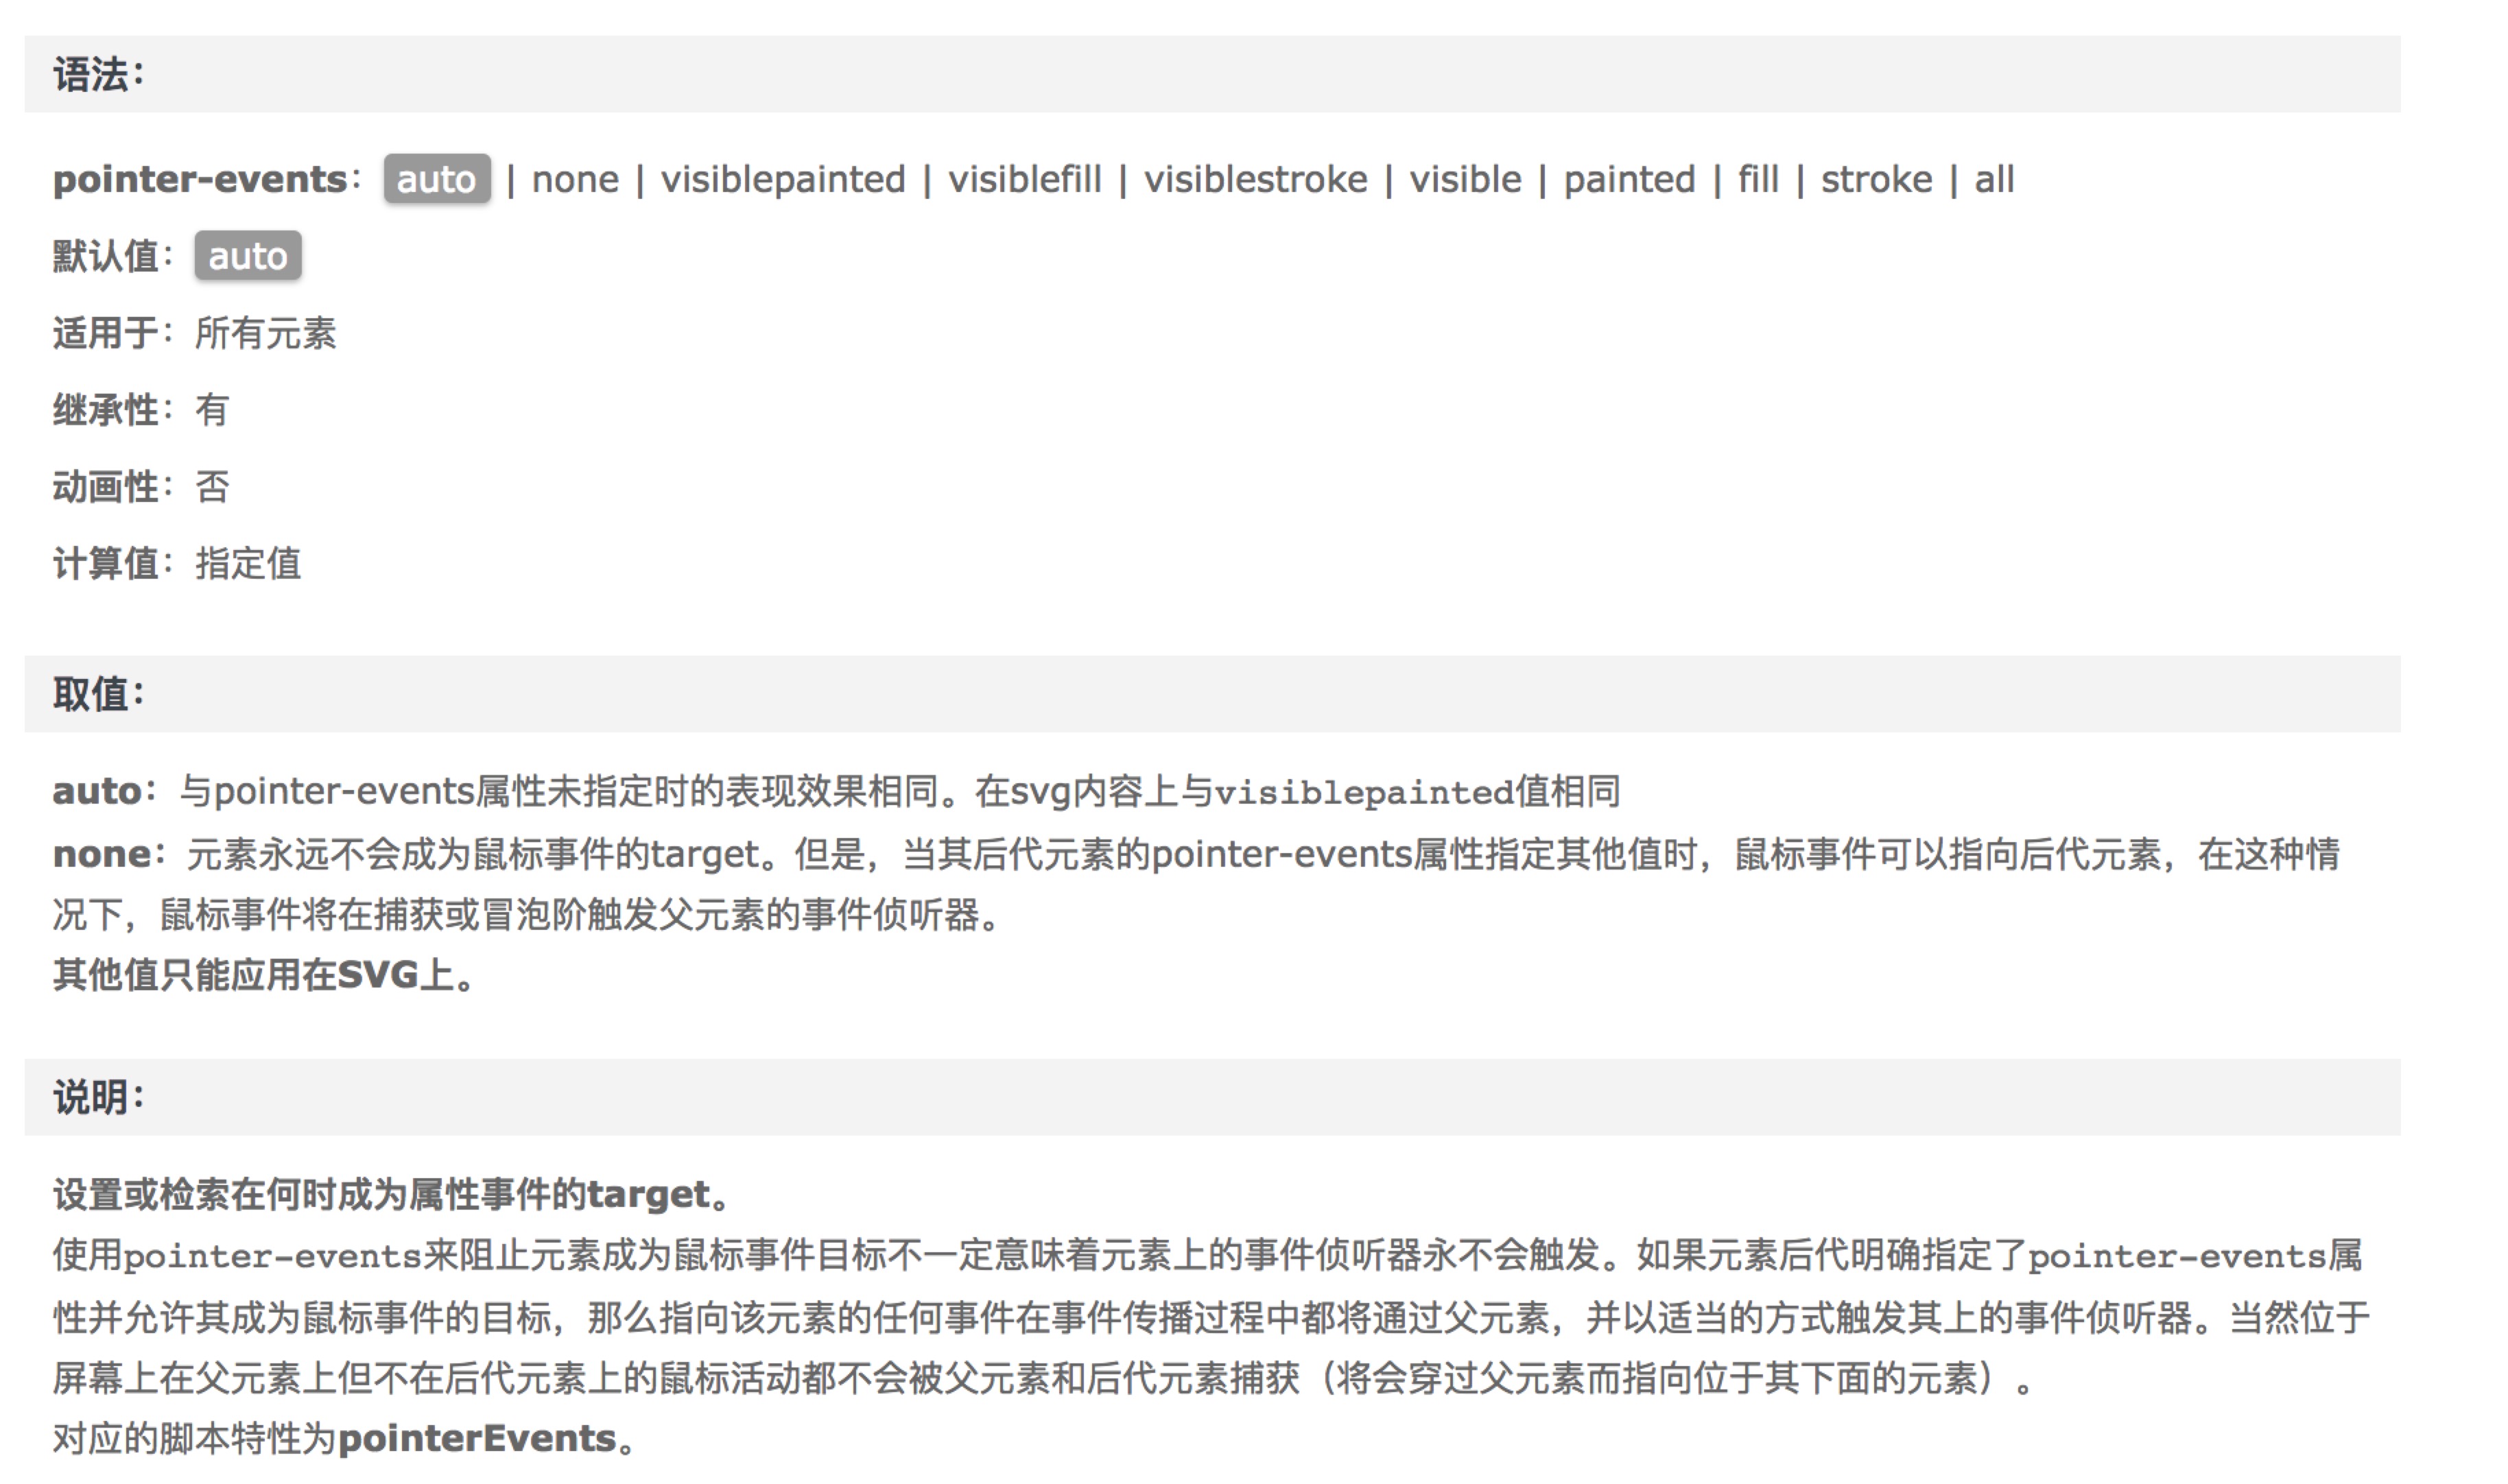 语法：
pointer-events： auto | none | visiblepainted | visiblefill | visiblestroke | visible | painted | fill | stroke | all
默认值： auto
适用于：所有元素
继承性：有
动画性：否
计算值：指定值
取值：
auto：与pointer-events属性未指定时的表现效果相同。在svg内容上与visiblepainted值相同
none：元素永远不会成为鼠标事件的target。但是，当其后代元素的pointer-events属性指定其他值时，鼠标事件可以指向后代元素，在这种情
况下，鼠标事件将在捕获或冒泡阶触发父元素的事件侦听器。
其他值只能应用在SVG上。
说明：
设置或检索在何时成为属性事件的target。
使用pointer-events来阻止元素成为鼠标事件目标不一定意味着元素上的事件侦听器永不会触发。如果元素后代明确指定了pointer-events属
性并允许其成为鼠标事件的目标，那么指向该元素的任何事件在事件传播过程中都将通过父元素，并以适当的方式触发其上的事件侦听器。当然位于
屏幕上在父元素上但不在后代元素上的鼠标活动都不会被父元素和后代元素捕获（将会穿过父元素而指向位于其下面的元素）。
对应的脚本特性为pointerEvents。